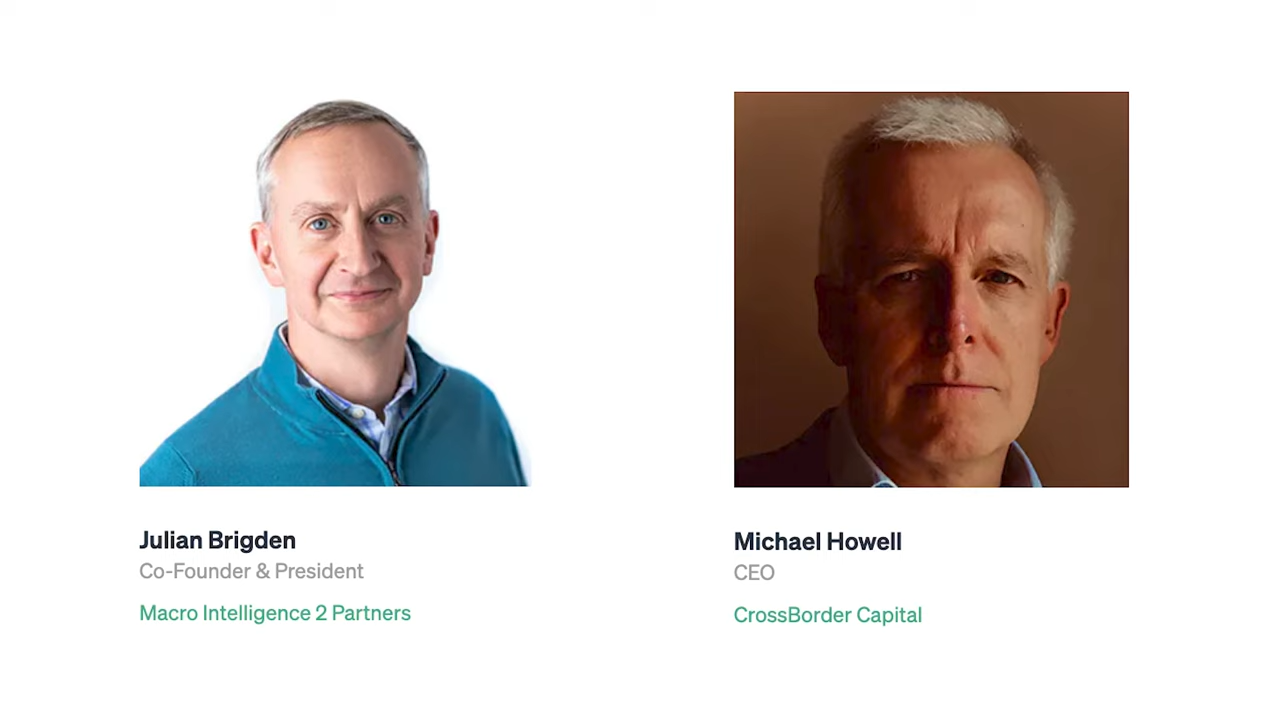 Julian Brigden
Co-Founder & President
Macro Intelligence 2 Partners
Michael Howell
CEO
CrossBorder Capital